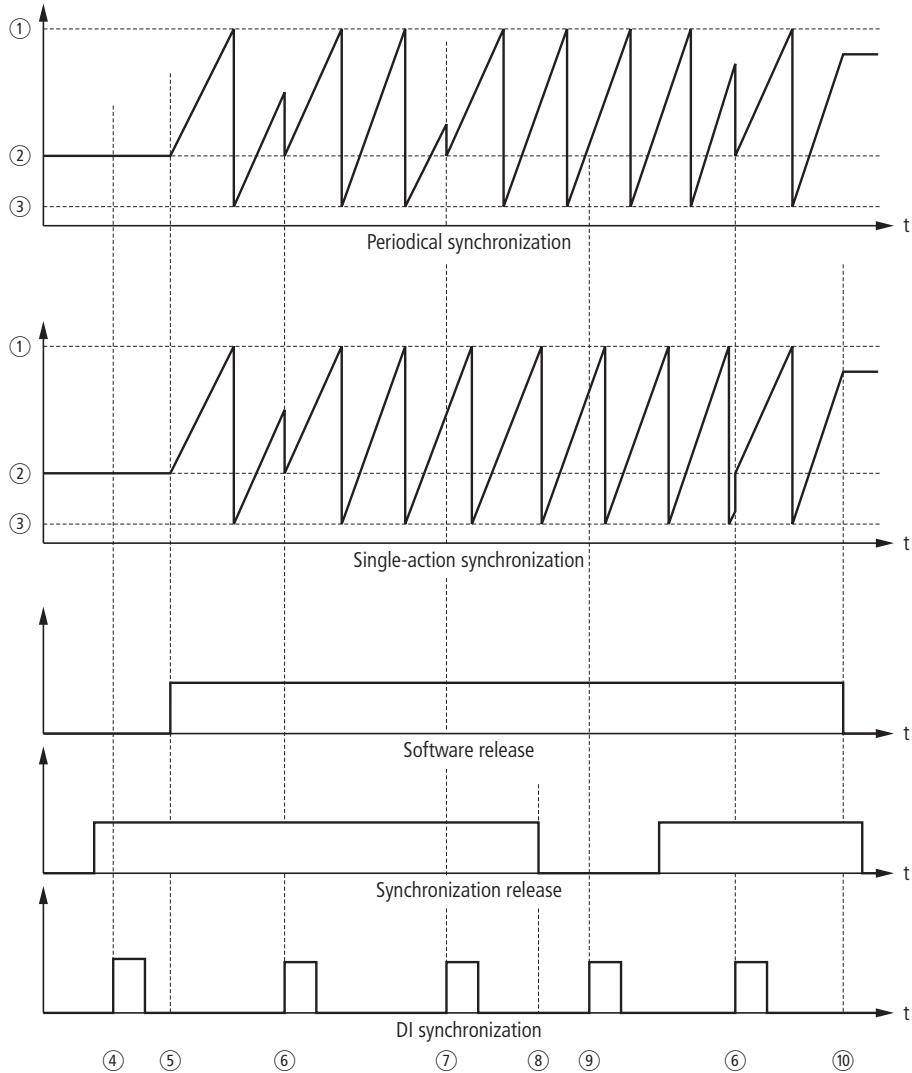 ①
②
③
t
Periodical synchronization
①
②
③
t
Single-action synchronization
t
Software release
t
Synchronization release
t
DI synchronization
④ ⑤ ⑥ ⑦ ⑧ ⑨ ⑥ ⑩